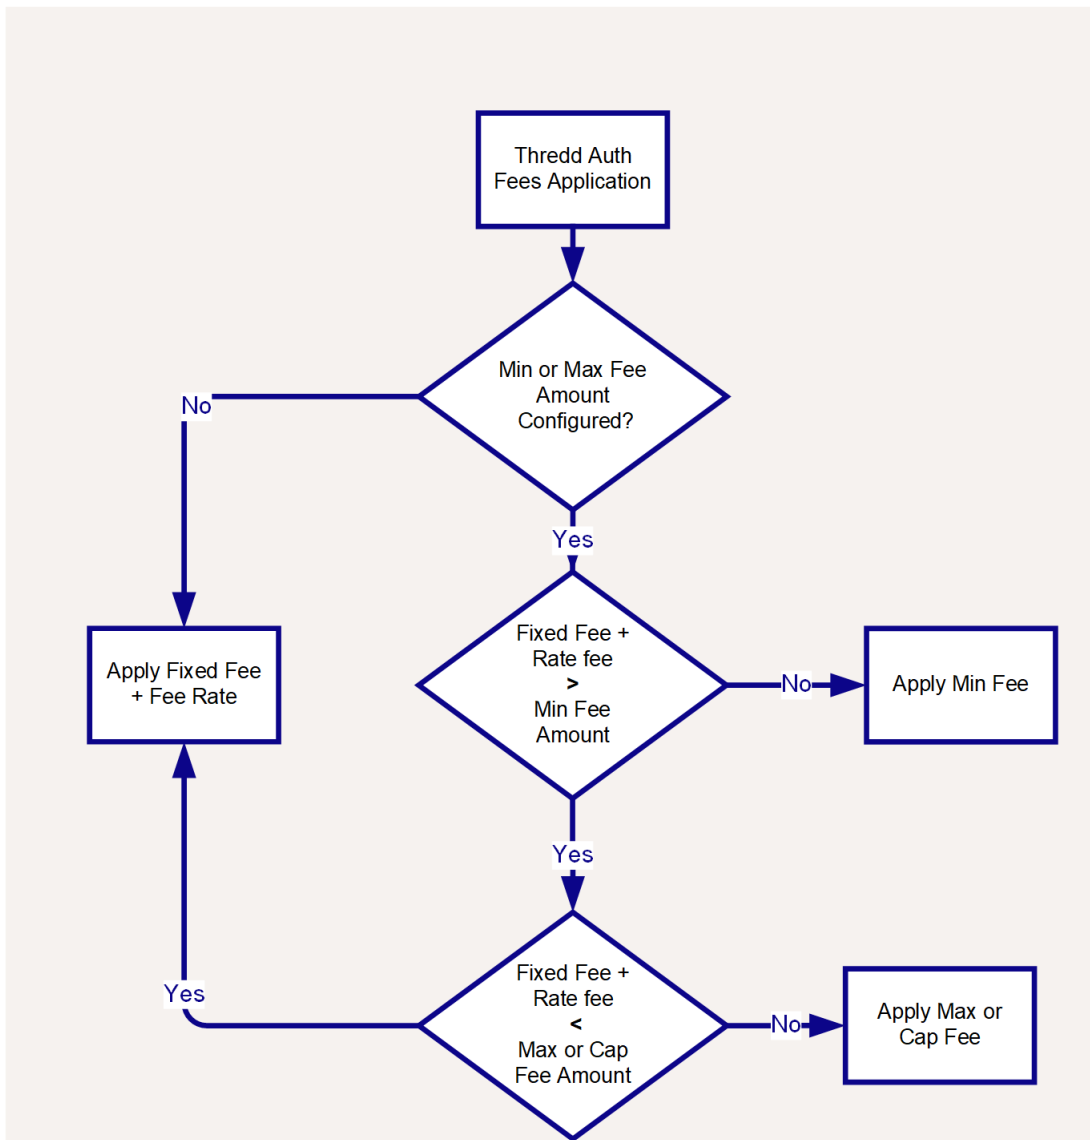 Thredd Auth
Fees Application
Min or Max Fee
Amount
Configured?
No
Yes
Fixed Fee +
Rate fee
>
Min Fee
Amount
No
Apply Min Fee
Apply Fixed Fee
+ Fee Rate
Yes
Fixed Fee +
Rate fee
<
Max or Cap
Fee Amount
Yes
No
Apply Max or
Cap Fee